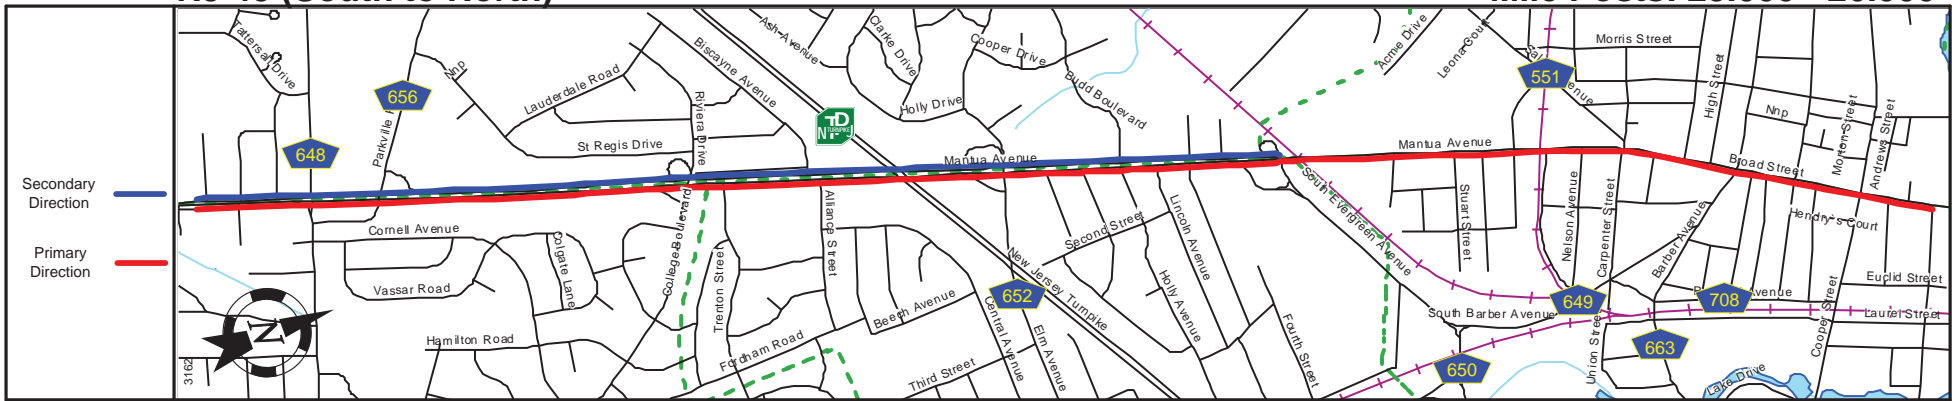 Secondary
Direction
Primary
Direction
Tattersal Drive
656
Nnp
648
Parkville
Lauderdale Road
St Regis Drive
Riviera Drive
Biscayne Avenue
Ash Avenue
Clarke Drive
Cooper Drive
Holly Drive
Budd Boulevard
Mantua Avenue
Acme Drive
Leona Court
551
Morris Street
High Street
Nnp
Morton Street
Andrews Street
Mantua Avenue
Broad Street
Hendry's Court
Cornell Avenue
Vassar Road
Hamilton Road
Colgate Lane
College Boulevard
Trenton Street
Alliance Street
Fordham Road
Beech Avenue
Third Street
652
Central Avenue
Elm Avenue
New Jersey Turnpike
Second Street
Lincoln Avenue
Holly Avenue
Fourth Street
South Evergreen Avenue
Stuart Street
Nelson Avenue
Carpenter Street
Barber Avenue
Euclid Street
649
708
Avenue
South Barber Avenue
Laurel Street
Union Street
663
650
Cooper Street
Lake Drive
N
3162
TURNPIKE